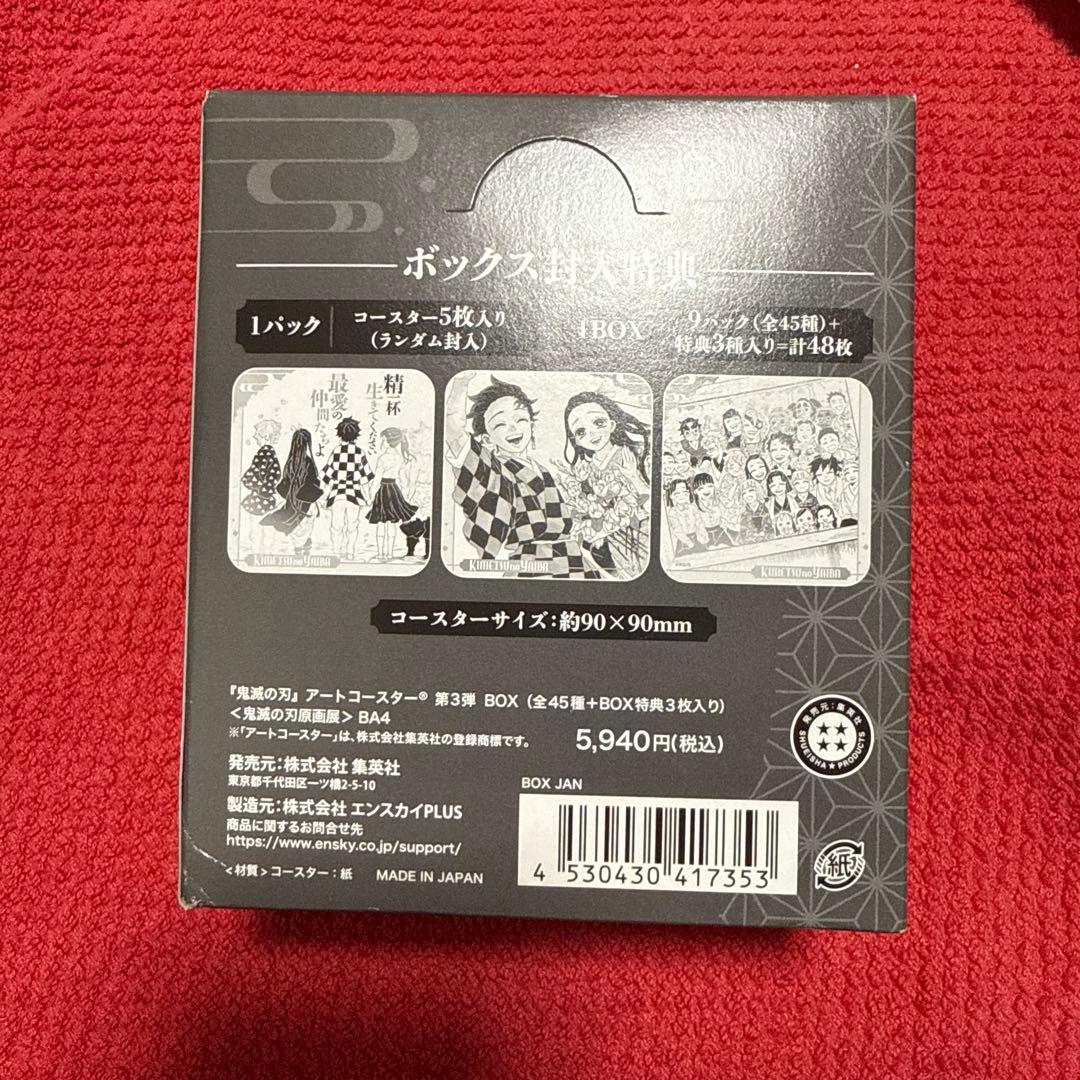 ボックス封入特典
1パック
コースター5枚入り
(ランダム封入)
1BOX
9パック(全45種)+
特典3種入り=計48枚
精一杯
生きてください
最愛の
仲間たちよ
KIMETSU no YAIBA
KIMETSU no YAIBA
KIMETSU no YAIBA
コースターサイズ:約90×90mm
『鬼滅の刃』アートコースター® 第3弾 BOX (全45種+BOX特典3枚入り)
<鬼滅の刃原画展> BA4
※「アートコースター」は、株式会社集英社の登録商標です。
5,940円(税込)
発売元:株式会社 集英社
東京都千代田区一ツ橋2-5-10
製造元:株式会社 エンスカイPLUS
商品に関するお問合せ先
https://www.ensky.co.jp/support/
<材質>コースター:紙 MADE IN JAPAN
BOX JAN
4 530430 417353
発売元:集英社
SHUEISHA★PRODUCTS
紙